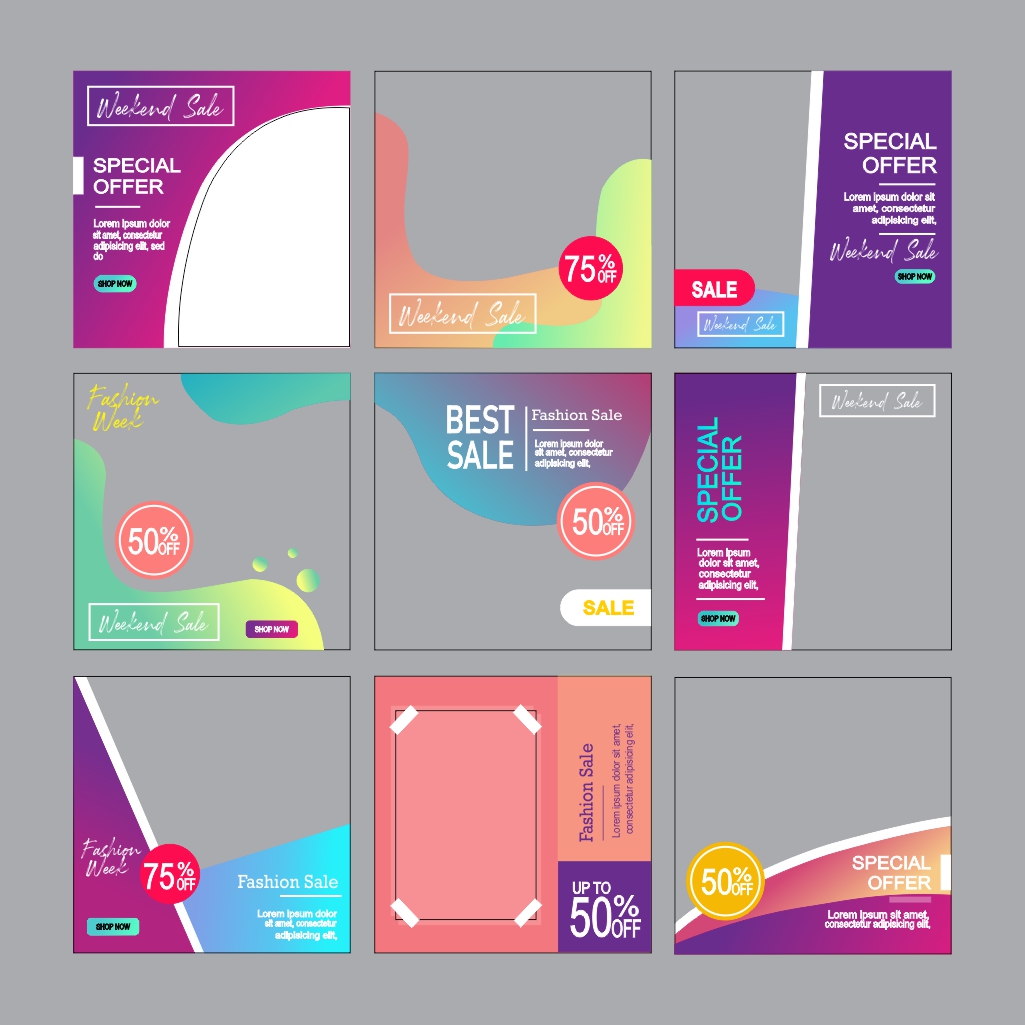 Weekend Sale
SPECIAL
OFFER
Lorem ipsum dolor
sit amet, consectetur
adipisicing elit, sed
do
SHOP NOW
75%
OFF
Weekend Sale
SPECIAL
OFFER
Lorem ipsum dolor sit
amet, consectetur
adipisicing elit,
Weekend Sale
SHOP NOW
SALE
Weekend Sale
Fashion
Week
50%
OFF
Weekend Sale
SHOP NOW
BEST
SALE
Fashion Sale
Lorem ipsum dolor
sit amet, consectetur
adipisicing elit,
50%
OFF
SALE
Weekend Sale
SPECIAL
OFFER
Lorem ipsum
dolor sit amet,
consectetur
adipisicing elit,
SHOP NOW
Fashion
Week
75%
OFF
SHOP NOW
Fashion Sale
Lorem ipsum dolor
sit amet, consectetur
adipisicing elit,
Fashion Sale
Lorem ipsum dolor sit amet,
consectetur adipisicing elit,
UP TO
50%
OFF
50%
OFF
SPECIAL
OFFER
Lorem ipsum dolor sit amet,
consectetur adipisicing elit,